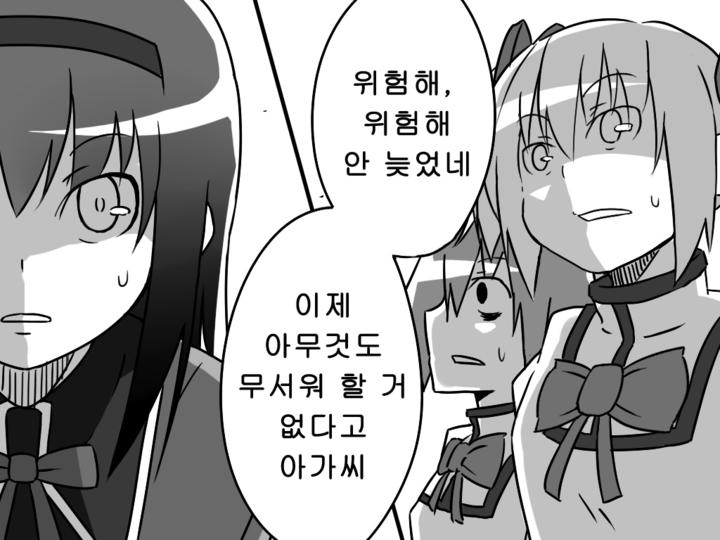 위험해,
위험해
안 늦었네
이제
아무것도
무서워 할 거
없다고
아가씨